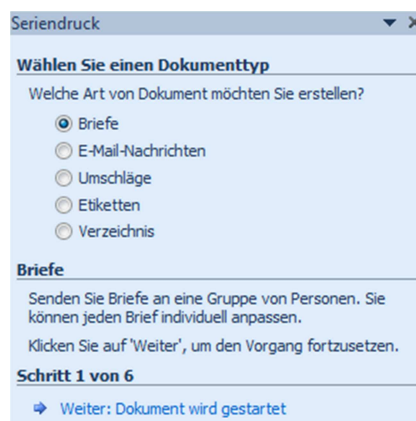 Seriendruck
Wählen Sie einen Dokumenttyp
Welche Art von Dokument möchten Sie erstellen?
Briefe
E-Mail-Nachrichten
Umschläge
Etiketten
Verzeichnis
Briefe
Senden Sie Briefe an eine Gruppe von Personen. Sie
können jeden Brief individuell anpassen.
Klicken Sie auf 'Weiter', um den Vorgang fortzusetzen.
Schritt 1 von 6
Weiter: Dokument wird gestartet